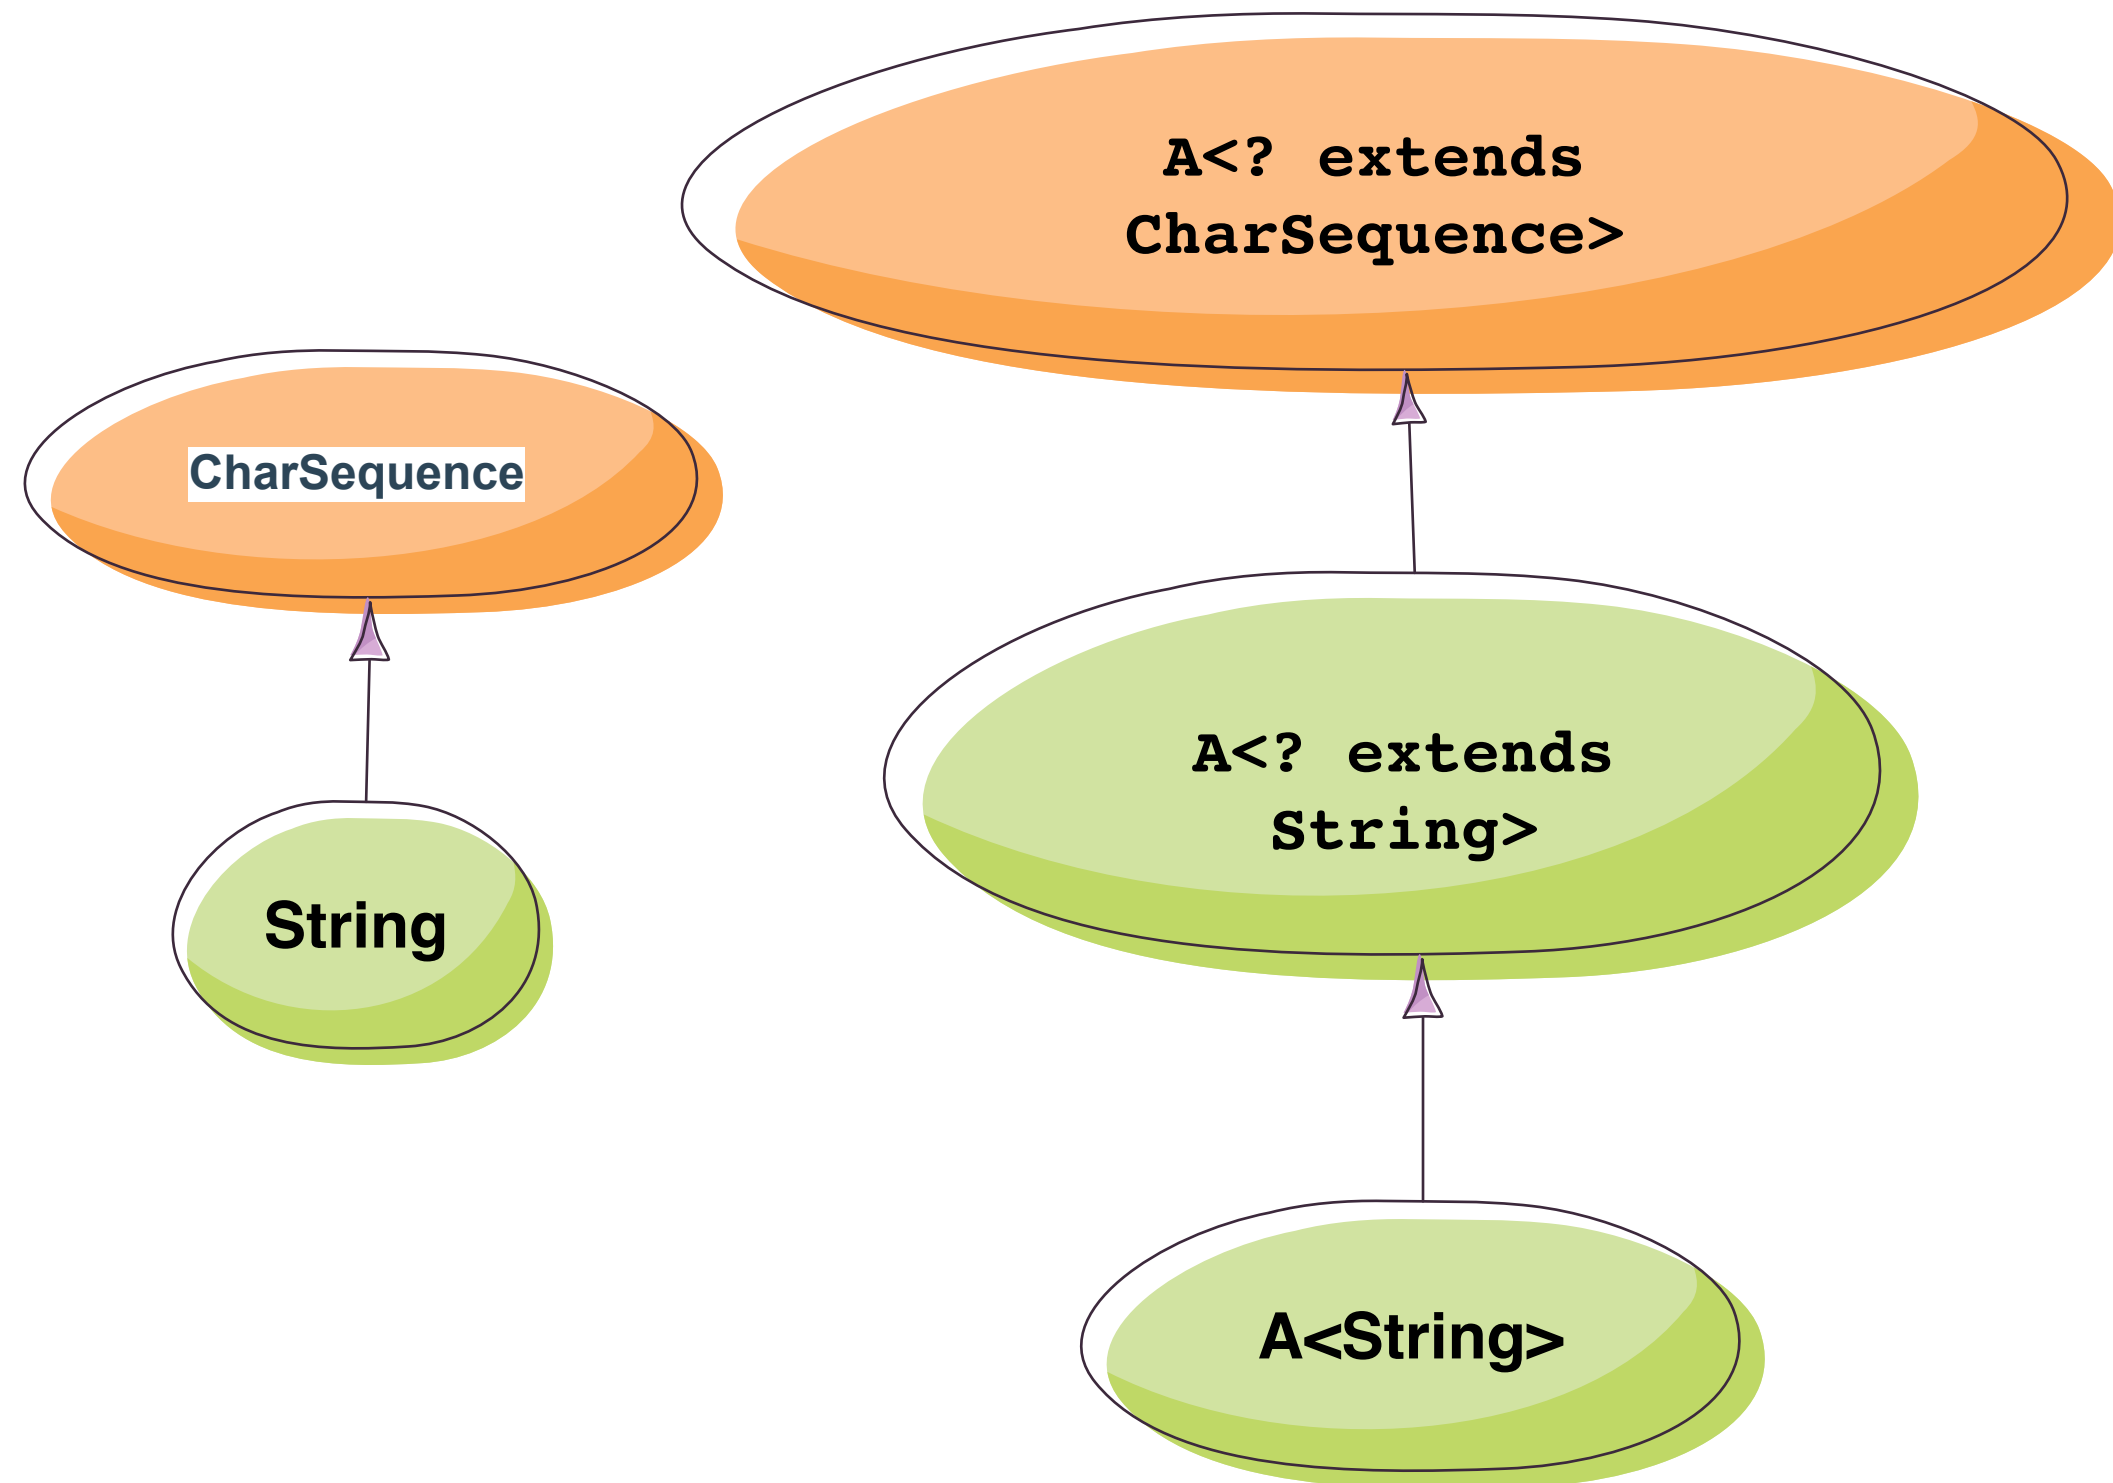 A<? extends
CharSequence>
CharSequence
A<? extends
String>
String
A<String>